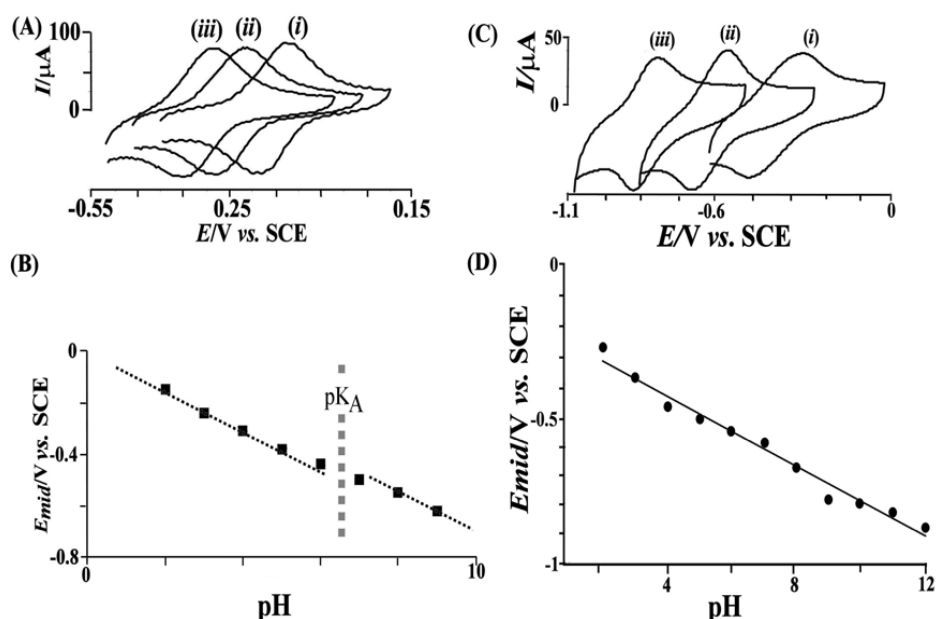 (A)
(iii) (ii) (i)
100
0
I/μA
-0.55 0.25 0.15
E/V vs. SCE
(C)
(iii) (ii) (i)
50
0
I/μA
-1.1 -0.6 0
E/V vs. SCE
(B)
0
-0.4
-0.8
Emid/V vs. SCE
pKA
0 10
pH
(D)
0
-0.5
-1
Emid/V vs. SCE
4 8 12
pH